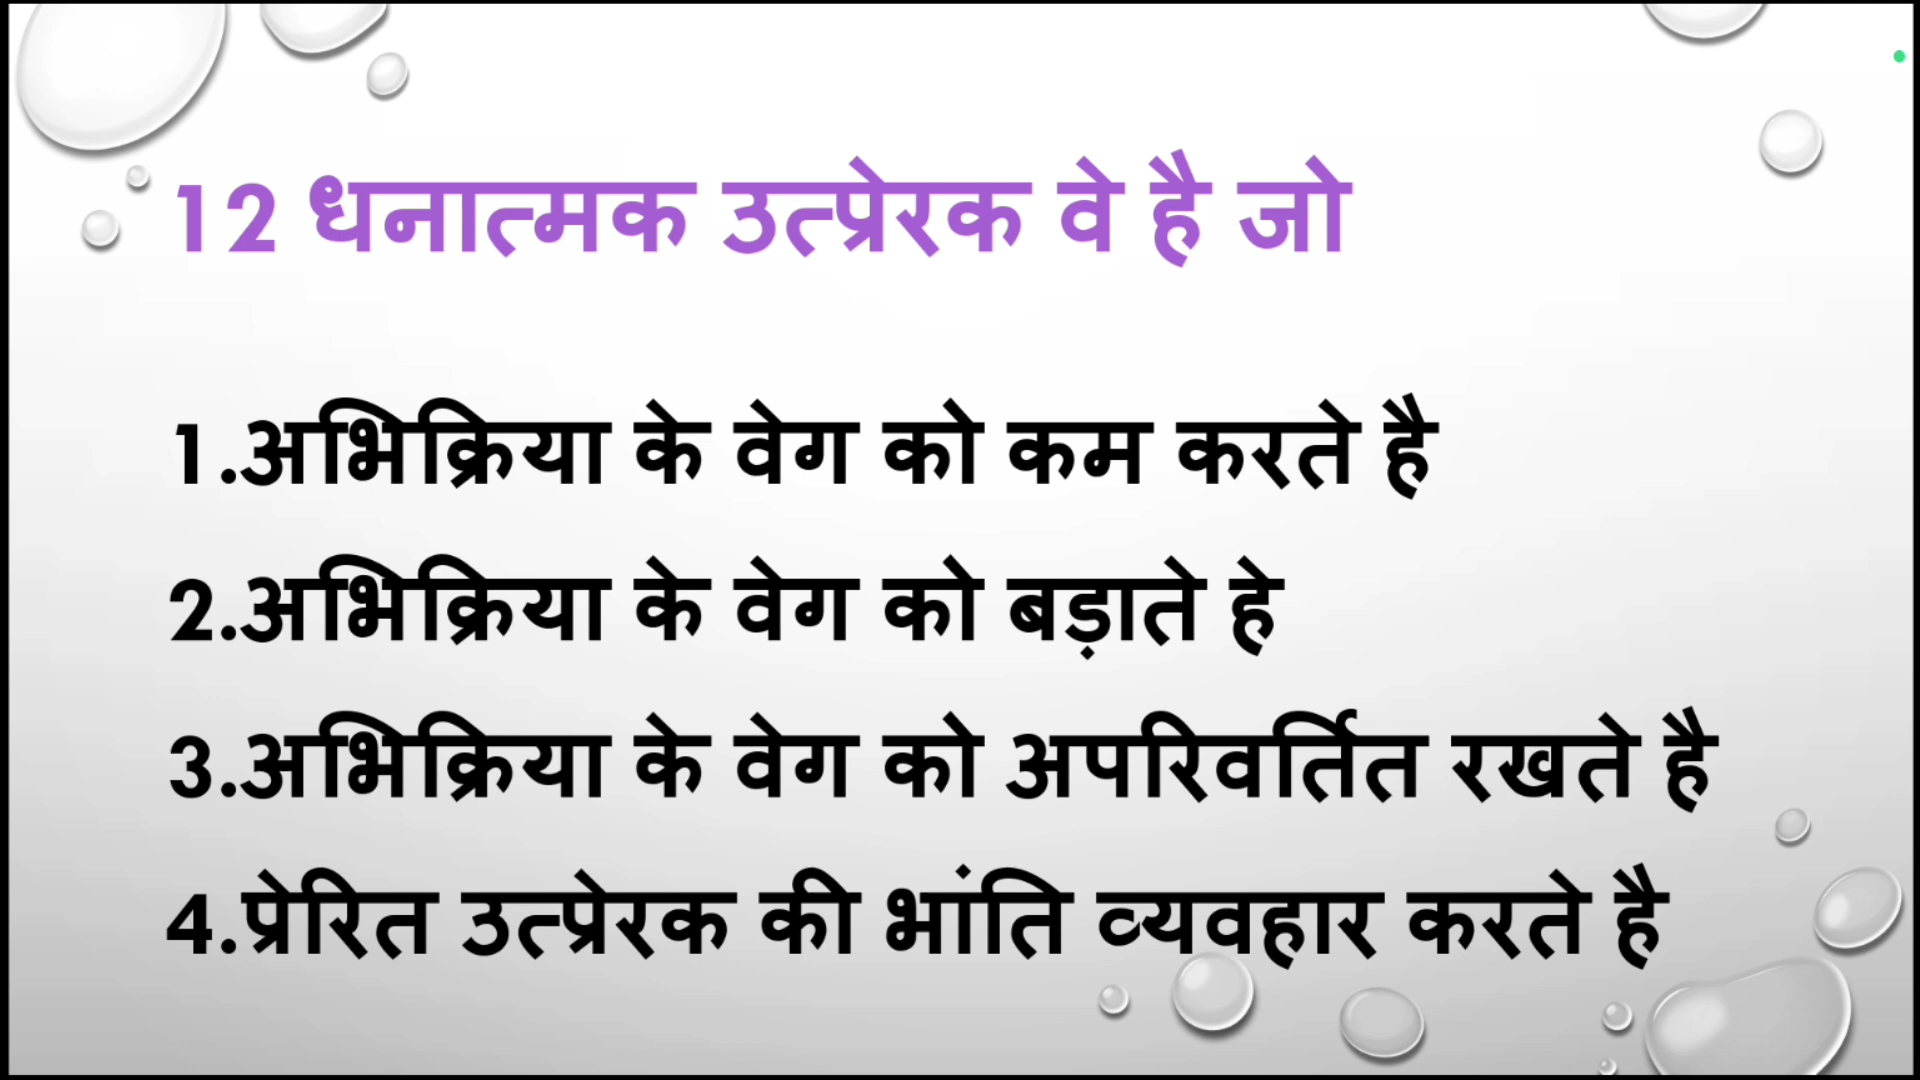 12 धनात्मक उत्प्रेरक वे है जो
1.अभिक्रिया के वेग को कम करते है
2.अभिक्रिया के वेग को बड़ाते हे
3.अभिक्रिया के वेग को अपरिवर्तित रखते है
4.प्रेरित उत्प्रेरक की भांति व्यवहार करते है